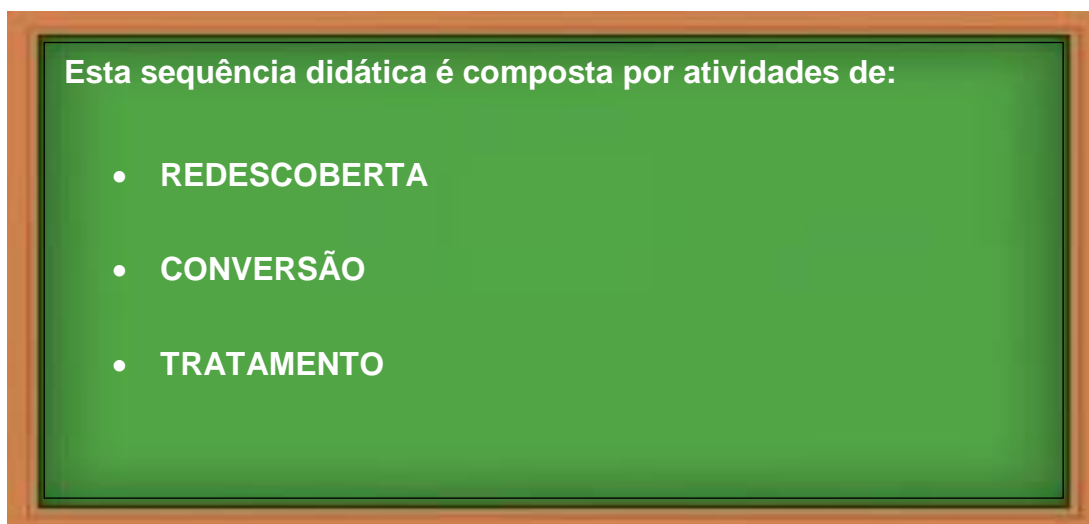 Esta sequência didática é composta por atividades de:
• REDESCOBERTA
• CONVERSÃO
• TRATAMENTO